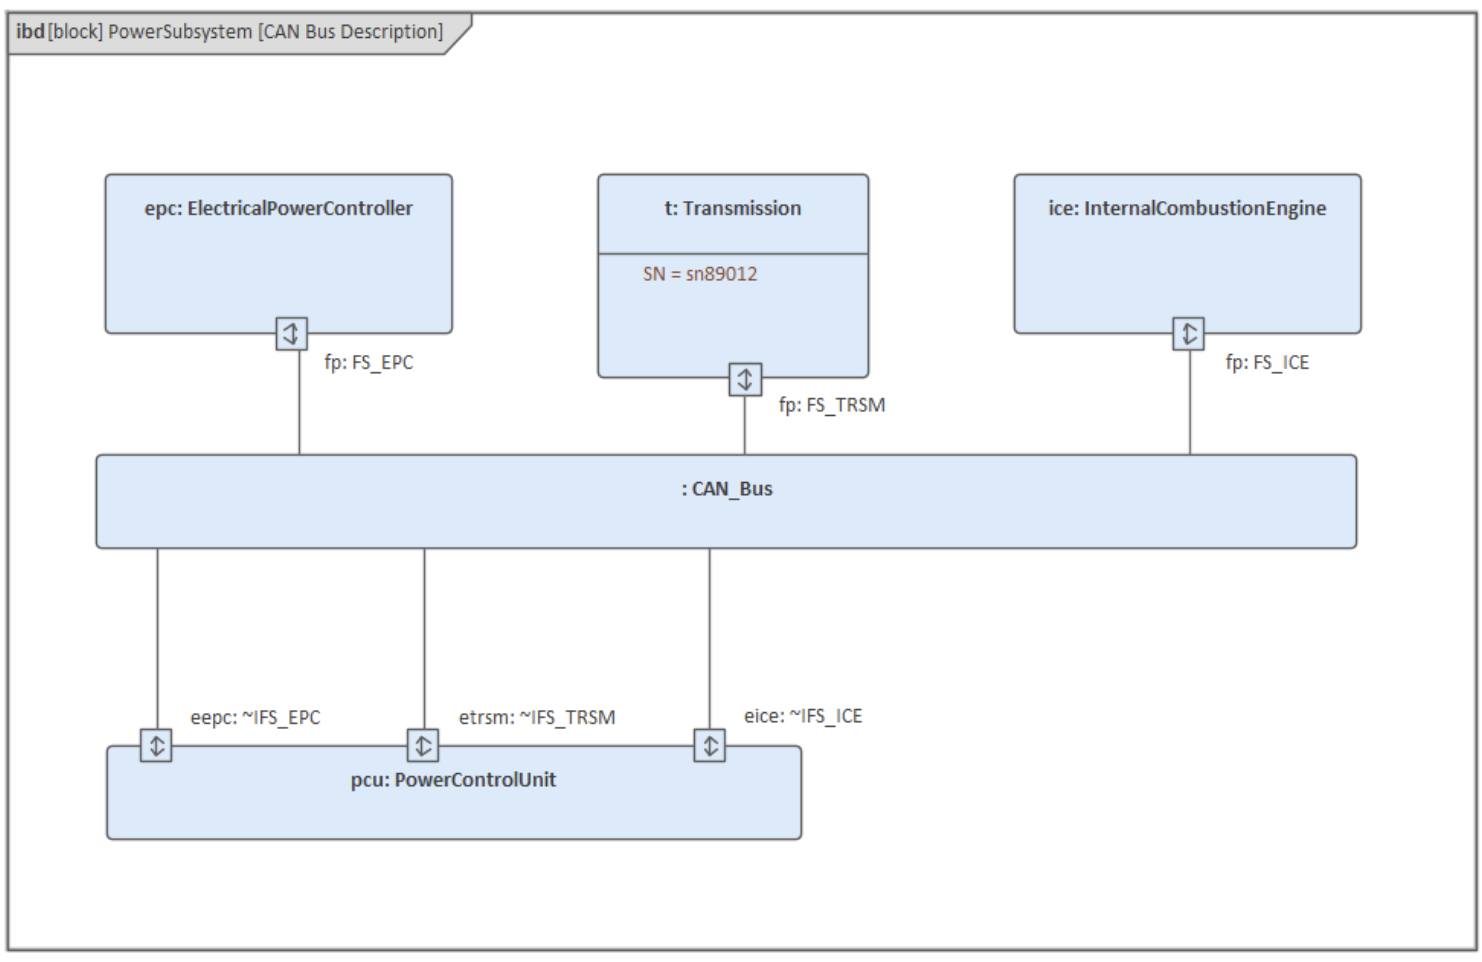 ibd [block] PowerSubsystem [CAN Bus Description]
epc: ElectricalPowerController
t: Transmission
ice: InternalCombustionEngine
SN = sn89012
fp: FS_EPC
fp: FS_ICE
fp: FS_TRSM
: CAN_Bus
eepc: ~IFS_EPC
etrsm: ~IFS_TRSM
eice: ~IFS_ICE
pcu: PowerControlUnit